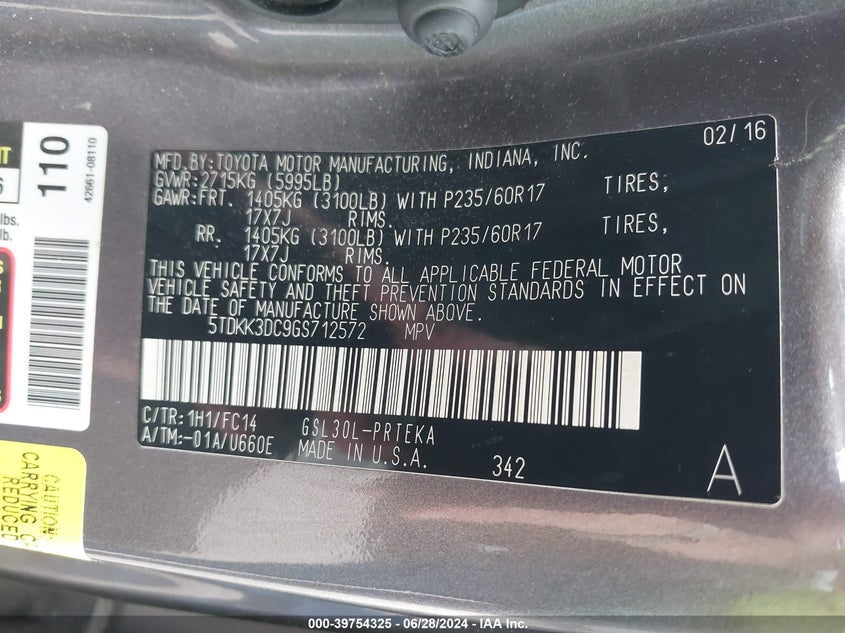 02/16
MFD.BY:TOYOTA MOTOR MANUFACTURING, INDIANA, INC.
GVWR:2715KG (5995LB)
GAWR:FRT. 1405KG (3100LB) WITH P235/60R17 TIRES,
17X7J RIMS.
RR. 1405KG (3100LB) WITH P235/60R17 TIRES,
17X7J RIMS.
THIS VEHICLE CONFORMS TO ALL APPLICABLE FEDERAL MOTOR
VEHICLE SAFETY AND THEFT PREVENTION STANDARDS IN EFFECT ON
THE DATE OF MANUFACTURE SHOWN ABOVE.
5TDKK3DC9GS712572 MPV
C/TR:1H1/FC14 GSL30L-PRTEKA
A/TM:-01A/U660E MADE IN U.S.A. 342 A
110
42661-08110
lbs.
lb.
CAUTION
CARRYING C
REDUCED
000-39754325 / 06/28/2024 - IAA Inc.